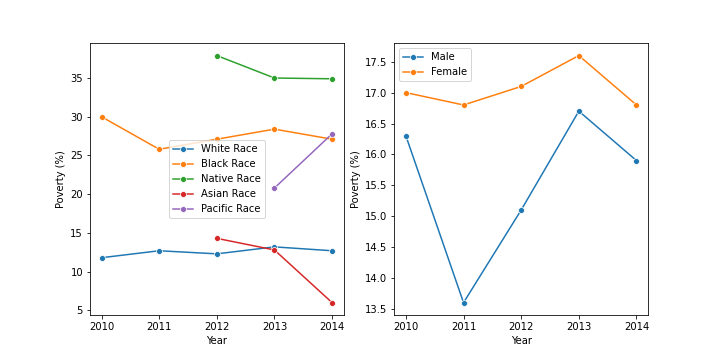 35
30
25
20
15
10
5
Poverty (%)
White Race
Black Race
Native Race
Asian Race
Pacific Race
2010 2011 2012 2013 2014
Year
17.5
17.0
16.5
16.0
15.5
15.0
14.5
14.0
13.5
Poverty (%)
Male
Female
2010 2011 2012 2013 2014
Year